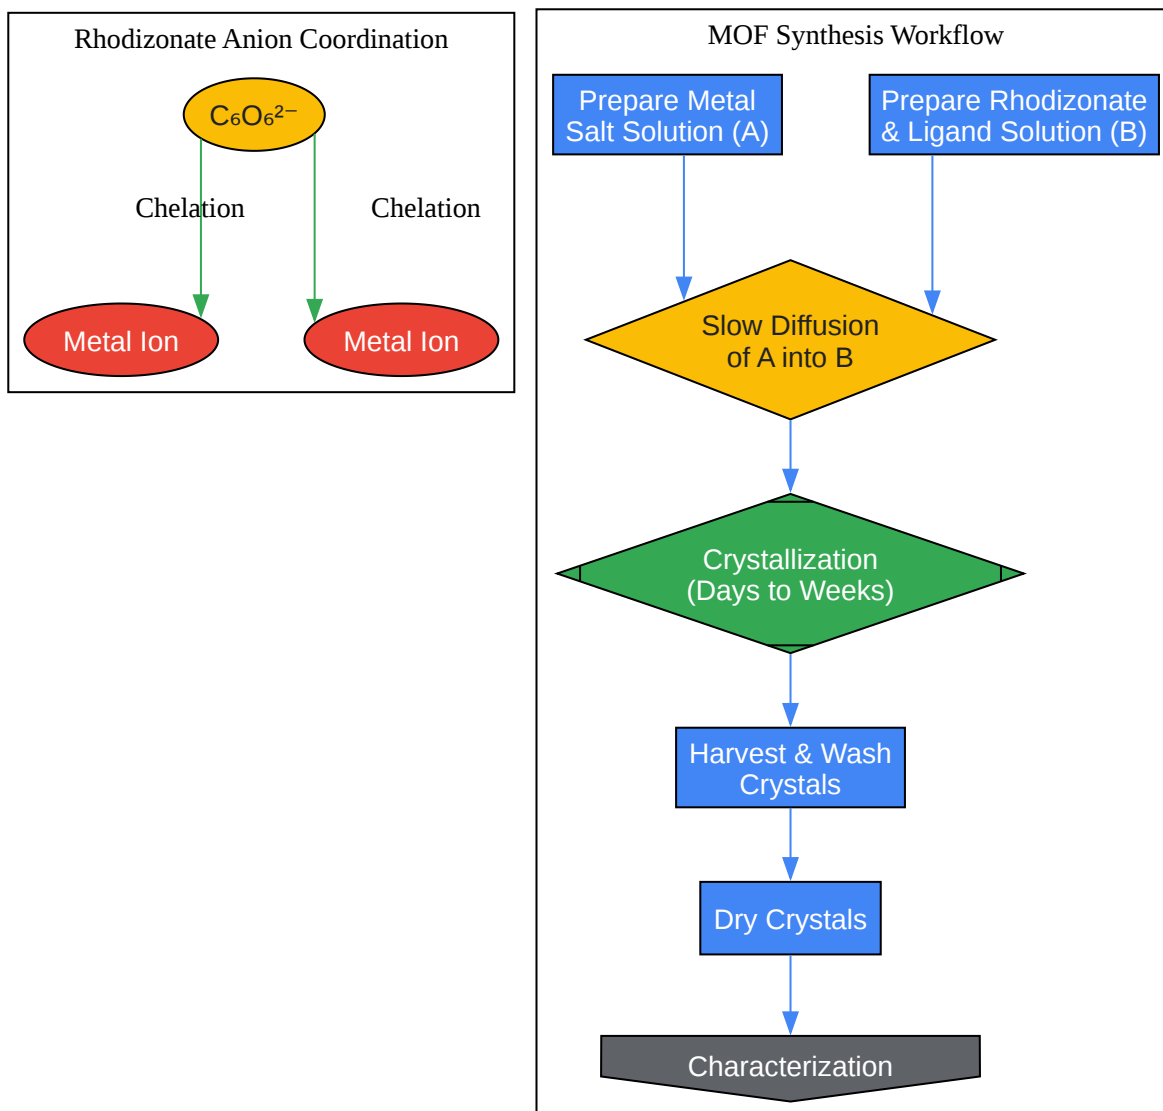 Rhodizonate Anion Coordination
C₆O₆²⁻
Chelation
Chelation
Metal Ion
Metal Ion
MOF Synthesis Workflow
Prepare Metal
Salt Solution (A)
Prepare Rhodizonate
& Ligand Solution (B)
Slow Diffusion
of A into B
Crystallization
(Days to Weeks)
Harvest & Wash
Crystals
Dry Crystals
Characterization